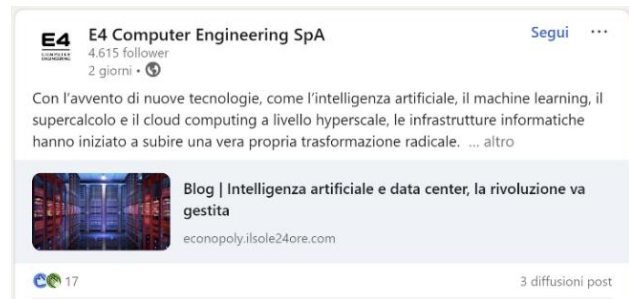 E4 Computer Engineering SpA
Segui
E4
COMPUTER
ENGINEERING
4.615 follower
2 giorni •
Con l'avvento di nuove tecnologie, come l'intelligenza artificiale, il machine learning, il
supercalcolo e il cloud computing a livello hyperscale, le infrastrutture informatiche
hanno iniziato a subire una vera propria trasformazione radicale. ... altro
Blog | Intelligenza artificiale e data center, la rivoluzione va
gestita
econopoly.ilsole24ore.com
17
3 diffusioni post